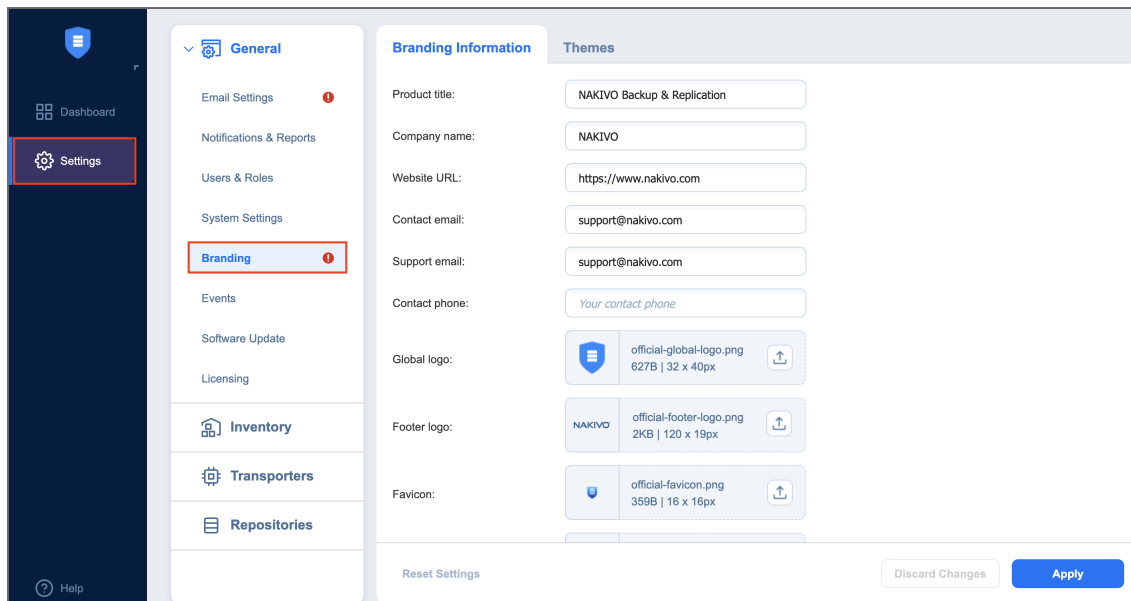 Dashboard
Settings
Help
General
Email Settings
Notifications & Reports
Users & Roles
System Settings
Branding
Events
Software Update
Licensing
Inventory
Transporters
Repositories
Branding Information
Themes
Product title:
NAKIVO Backup & Replication
Company name:
NAKIVO
Website URL:
https://www.nakivo.com
Contact email:
support@nakivo.com
Support email:
support@nakivo.com
Contact phone:
Your contact phone
Global logo:
official-global-logo.png
627B | 32 x 40px
Footer logo:
NAKIVO
official-footer-logo.png
2KB | 120 x 19px
Favicon:
official-favicon.png
359B | 16 x 16px
Reset Settings
Discard Changes
Apply